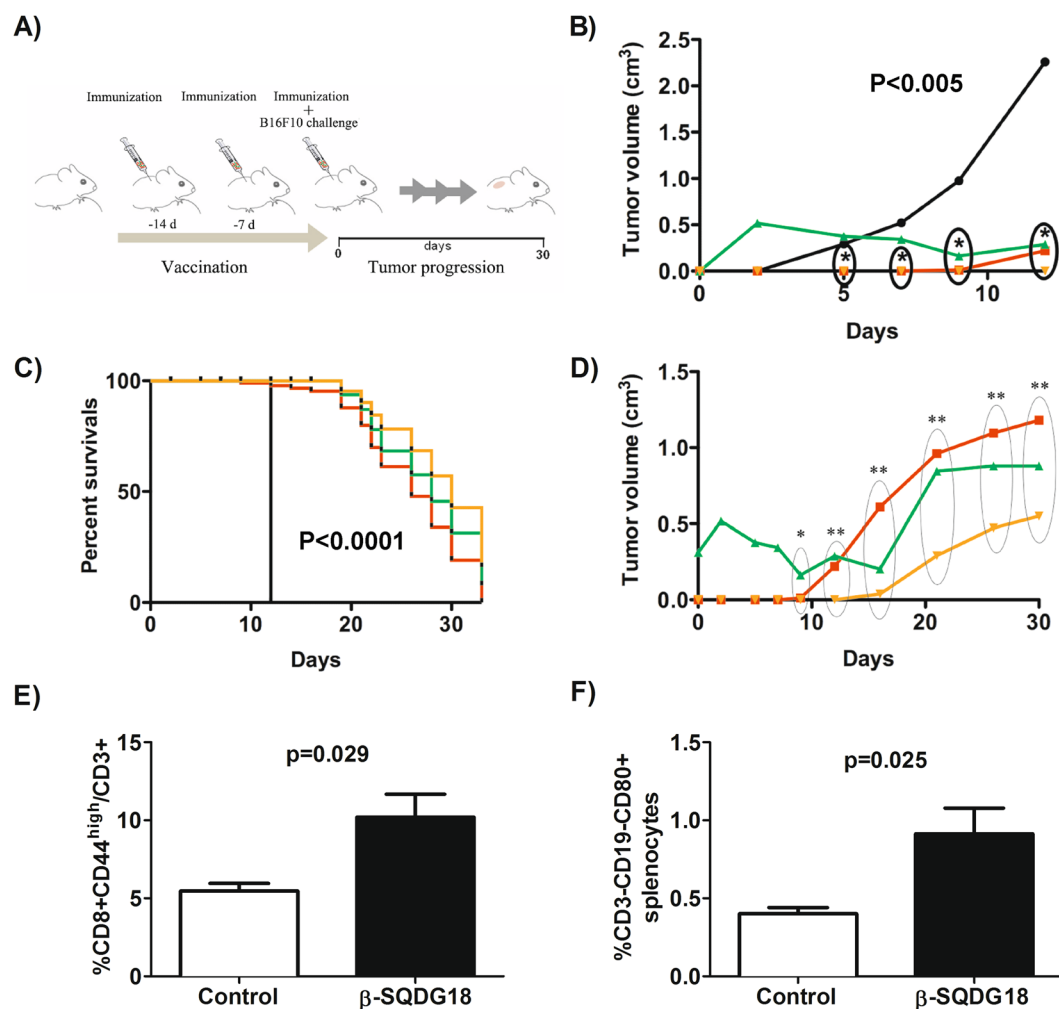 A)
Immunization Immunization Immunization
+
B16F10 challenge
-14 d -7 d
days
0 30
Vaccination Tumor progression
B)
Tumor volume (cm³)
2.5
2.0
1.5
1.0
0.5
0.0
P<0.005
* * * *
0 5 10
Days
C)
Percent survivals
100
50
0
P<0.0001
0 10 20 30
Days
D)
Tumor volume (cm³)
1.5
1.0
0.5
0.0
* ** ** ** ** **
0 10 20 30
Days
E)
%CD8+CD44ʰⁱᵍʰ/CD3+
15
10
5
0
p=0.029
Control β-SQDG18
F)
%CD3-CD19-CD80+
splenocytes
1.5
1.0
0.5
0.0
p=0.025
Control β-SQDG18